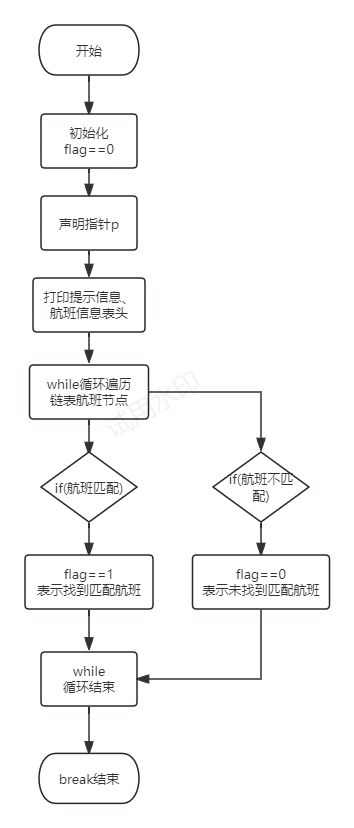 开始
初始化
flag==0
声明指针p
打印提示信息、
航班信息表头
while循环遍历
链表航班节点
试用水印
if(航班匹配)
if(航班不匹
配)
flag==1
表示找到匹配航班
flag==0
表示未找到匹配航班
while
循环结束
break结束